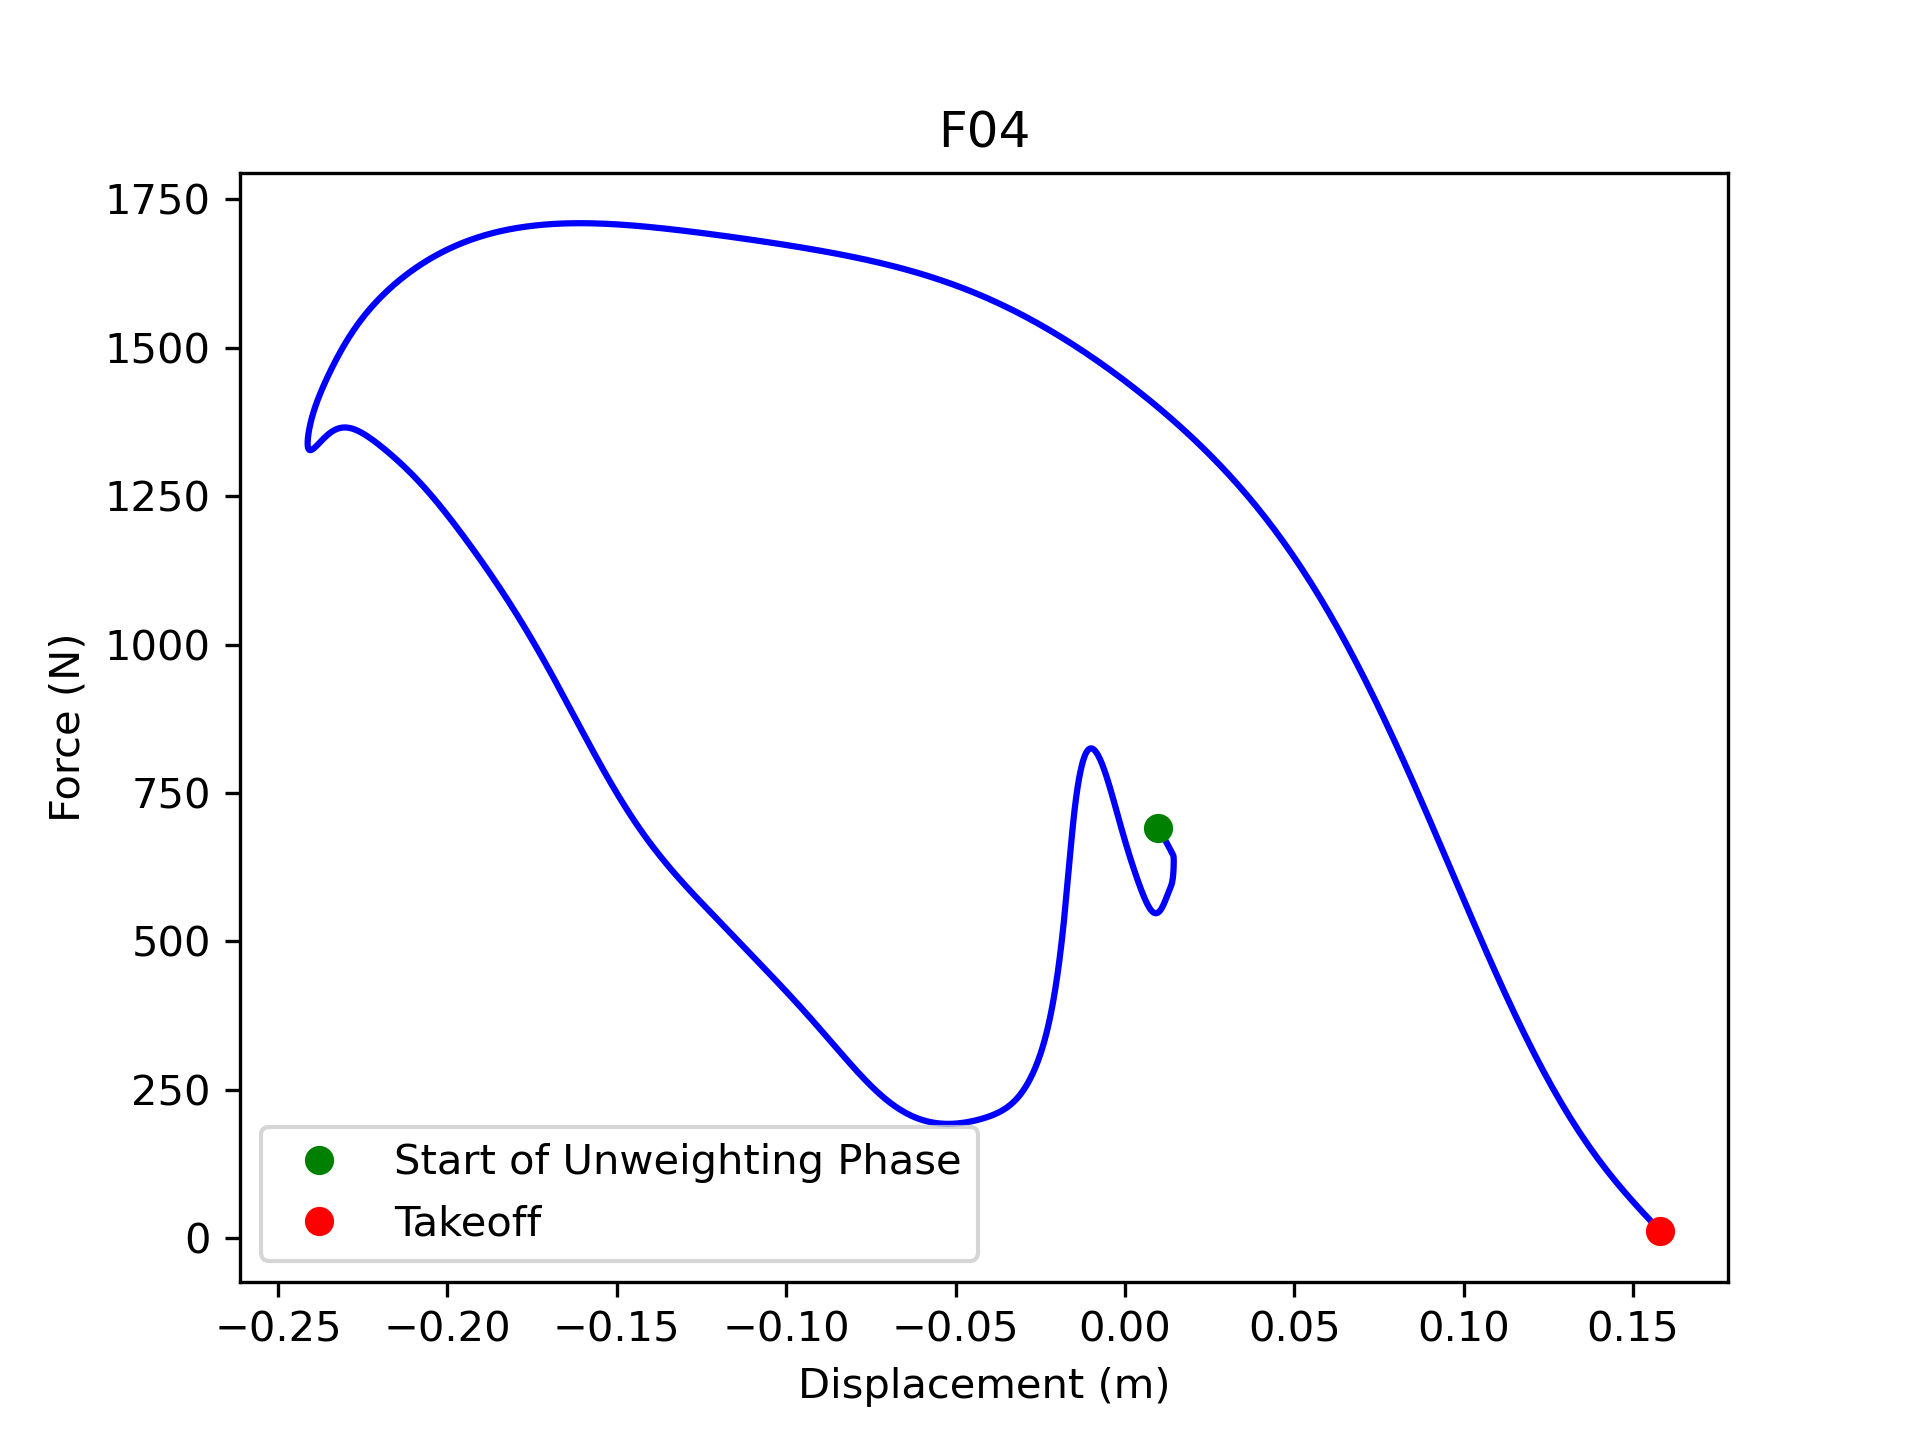 F04
1750
1500
1250
1000
750
500
250
0
Force (N)
Start of Unweighting Phase
Takeoff
−0.25 −0.20 −0.15 −0.10 −0.05 0.00 0.05 0.10 0.15
Displacement (m)